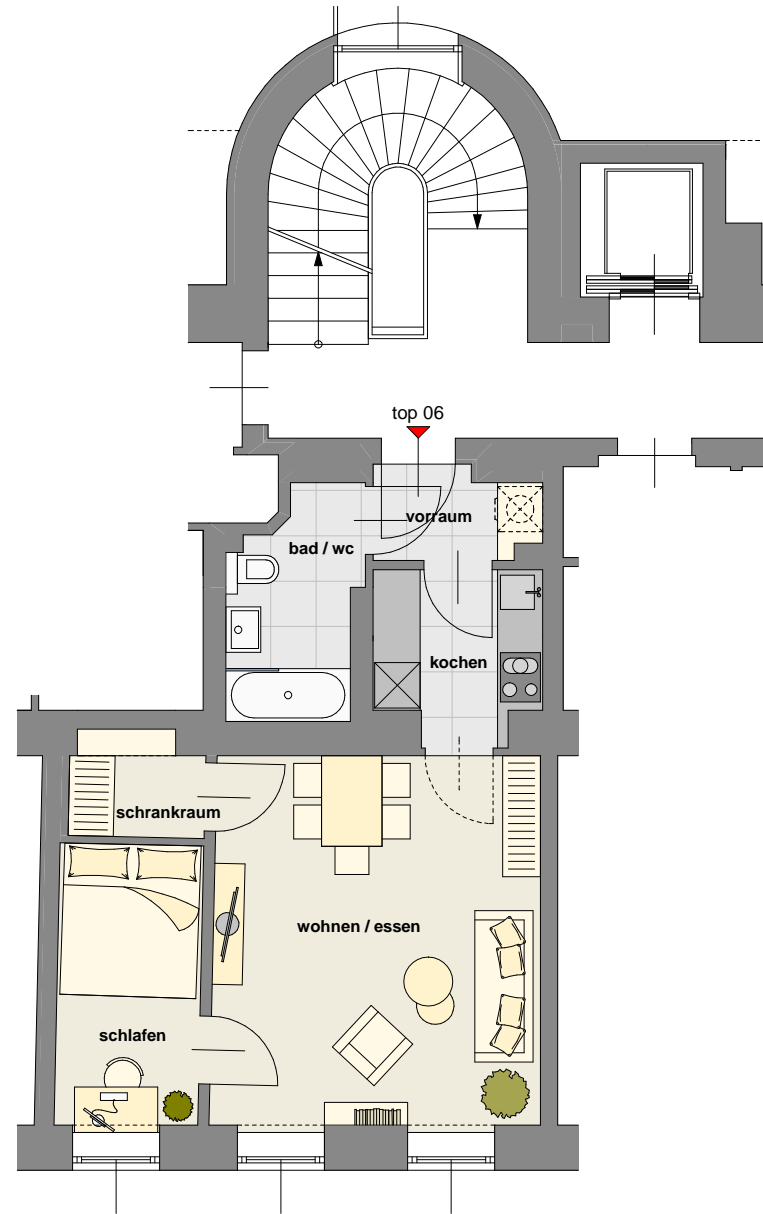 top 06
vorraum
bad / wc
kochen
schrankraum
wohnen / essen
schlafen